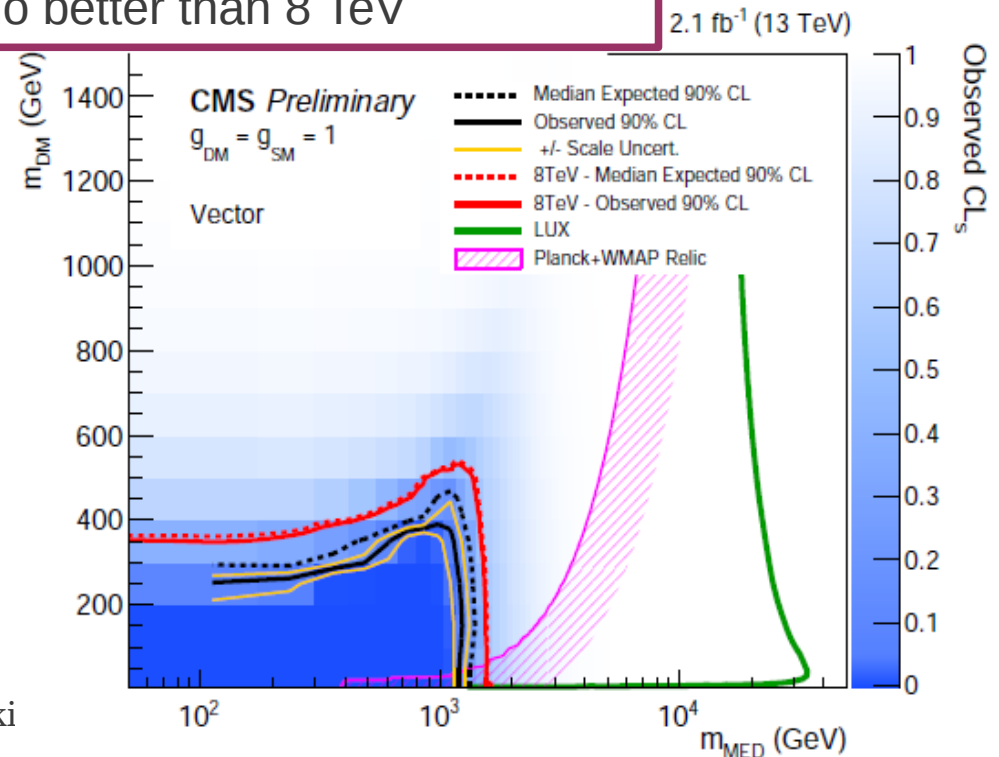 o better than 8 TeV
2.1 fb⁻¹ (13 TeV)
CMS Preliminary
g_DM = g_SM = 1
Vector
Median Expected 90% CL
Observed 90% CL
+/- Scale Uncert.
8TeV - Median Expected 90% CL
8TeV - Observed 90% CL
LUX
Planck+WMAP Relic
m_DM (GeV)
1400
1200
1000
800
600
400
200
10²
10³
10⁴
m_MED (GeV)
1
0.9
0.8
0.7
0.6
0.5
0.4
0.3
0.2
0.1
0
Observed CL_s
ki